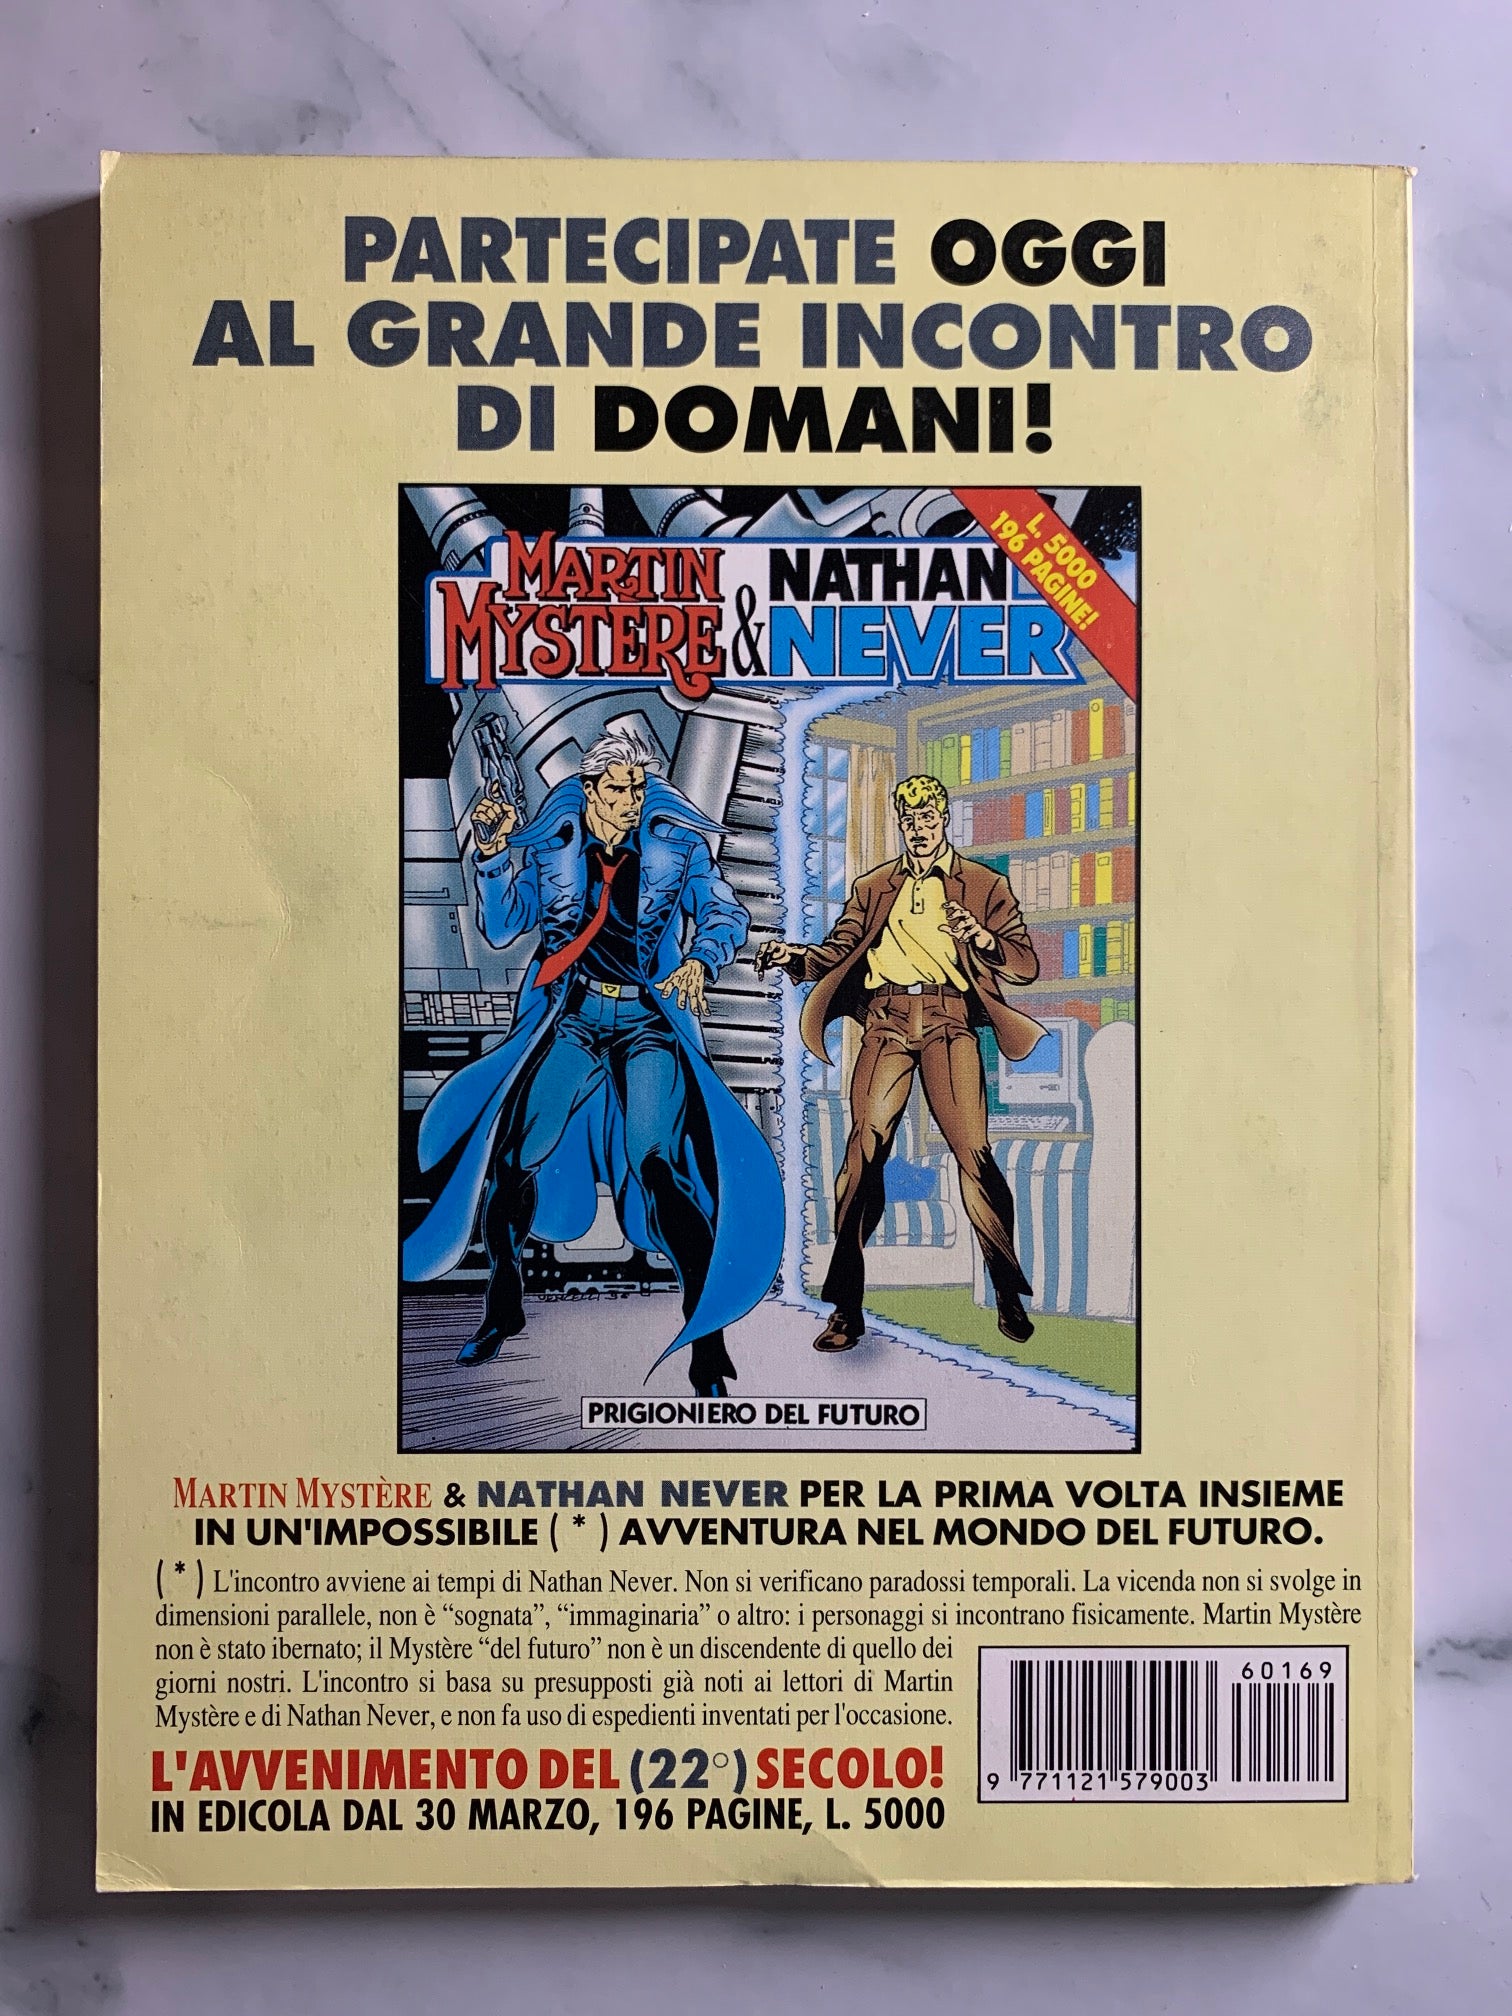 PARTECIPATE OGGI
AL GRANDE INCONTRO
DI DOMANI!
L. 5000
196 PAGINE!
MARTIN
MYSTERE
&
NATHAN
NEVER
PRIGIONIERO DEL FUTURO
MARTIN MYSTÈRE & NATHAN NEVER PER LA PRIMA VOLTA INSIEME
IN UN'IMPOSSIBILE ( * ) AVVENTURA NEL MONDO DEL FUTURO.
( * ) L'incontro avviene ai tempi di Nathan Never. Non si verificano paradossi temporali. La vicenda non si svolge in
dimensioni parallele, non è “sognata”, “immaginaria” o altro: i personaggi si incontrano fisicamente. Martin Mystère
non è stato ibernato; il Mystère “del futuro” non è un discendente di quello dei
giorni nostri. L'incontro si basa su presupposti già noti ai lettori di Martin
Mystère e di Nathan Never, e non fa uso di espedienti inventati per l'occasione.
L'AVVENIMENTO DEL (22°) SECOLO!
IN EDICOLA DAL 30 MARZO, 196 PAGINE, L. 5000
60169
9 771121 579003